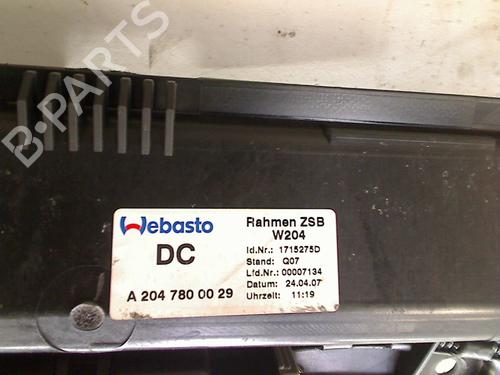 B-PARTS
Webasto
DC
A 204 780 00 29
Rahmen ZSB
W204
Id.Nr.: 1715275D
Stand: Q07
Lfd.Nr.: 00007134
Datum: 24.04.07
Uhrzeit: 11:19